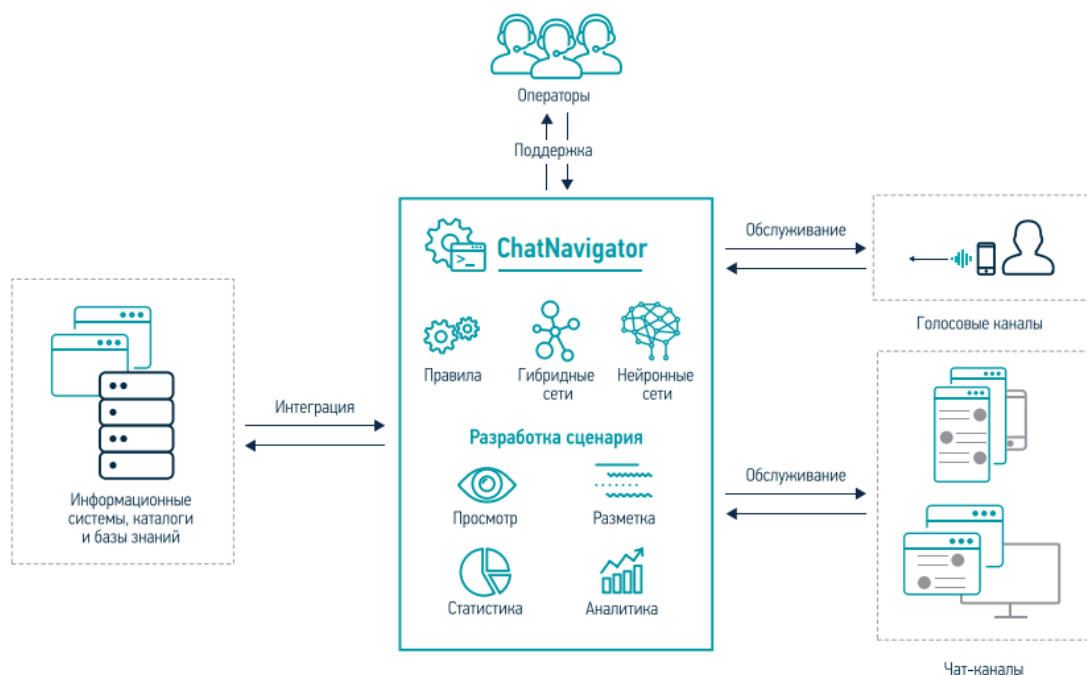 Операторы
Поддержка
ChatNavigator
Правила
Гибридные
сети
Нейронные
сети
Разработка сценария
Просмотр
Разметка
Статистика
Аналитика
Интеграция
Информационные
системы, каталоги
и базы знаний
Обслуживание
Голосовые каналы
Обслуживание
Чат-каналы